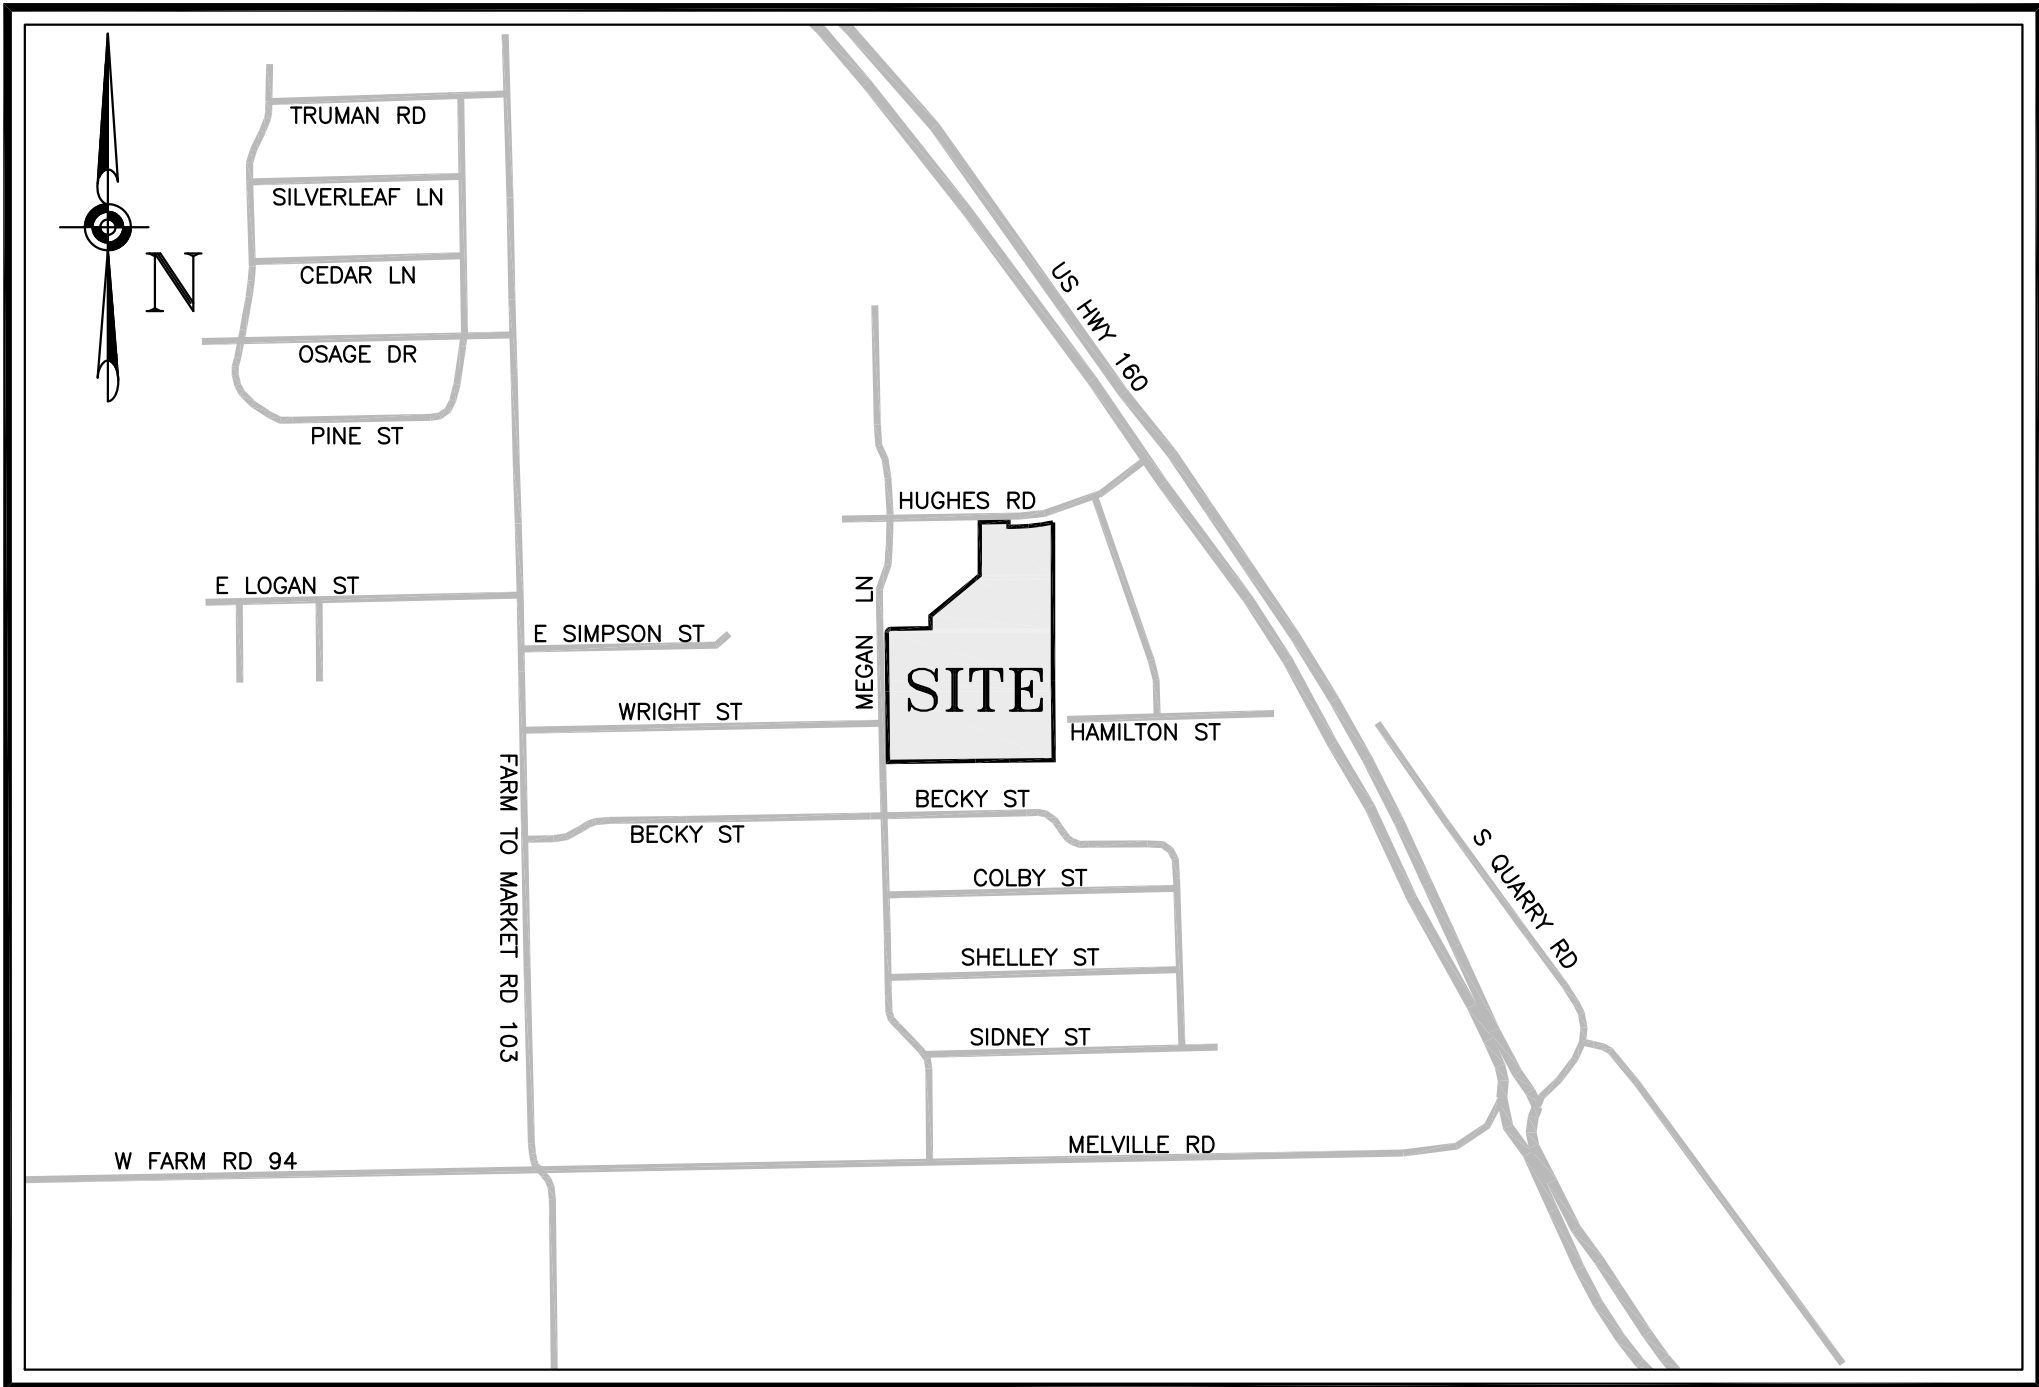 TRUMAN RD
SILVERLEAF LN
N
CEDAR LN
US HWY 160
OSAGE DR
PINE ST
HUGHES RD
E LOGAN ST
E SIMPSON ST
MEGAN LN
SITE
WRIGHT ST
HAMILTON ST
FARM TO MARKET RD 103
BECKY ST
BECKY ST
S QUARRY RD
COLBY ST
SHELLEY ST
SIDNEY ST
MELVILLE RD
W FARM RD 94